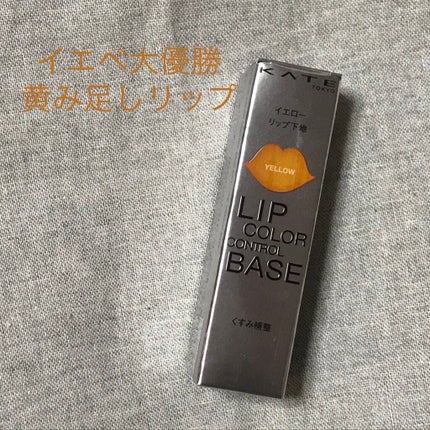 イエベ大優勝
黄み足しリップ
KATE
TOKYO
イエロー
リップ下地
YELLOW
LIP
COLOR
CONTROL
BASE
くすみ補整